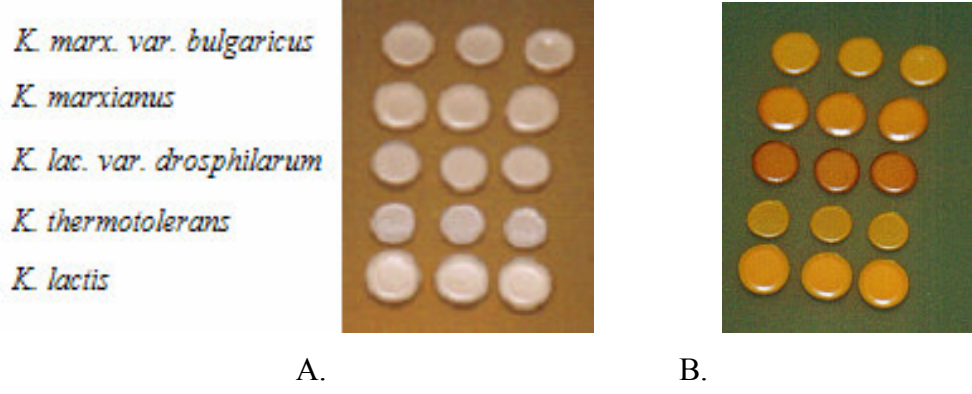 K. marx. var. bulgaricus
K. marxianus
K. lac. var. drosphilarum
K. thermotolerans
K. lactis
A.
B.